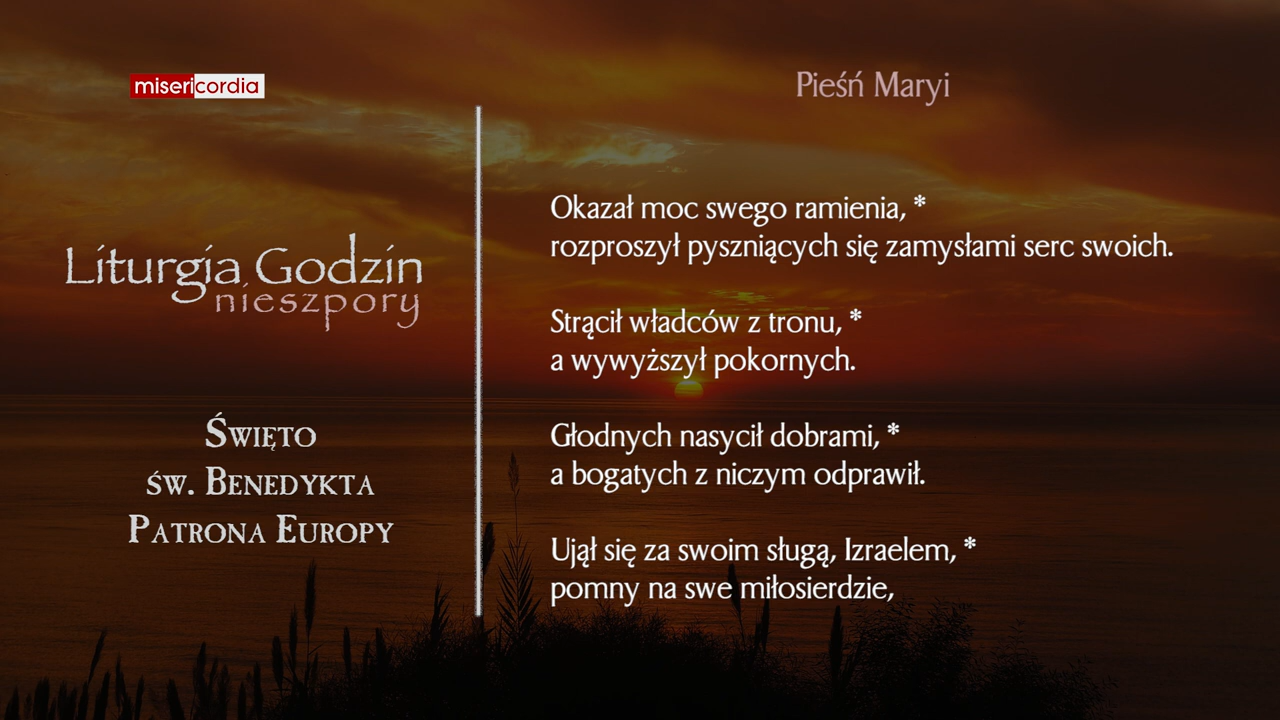 misericordia
Liturgia Godzin
nieszpory
Święto
św. Benedykta
Patrona Europy
Pieśń Maryi
Okazał moc swego ramienia, *
rozproszył pyszniących się zamysłami serc swoich.
Strącił władców z tronu, *
a wywyższył pokornych.
Głodnych nasycił dobrami, *
a bogatych z niczym odprawił.
Ujął się za swoim sługą, Izraelem, *
pomny na swe miłosierdzie,